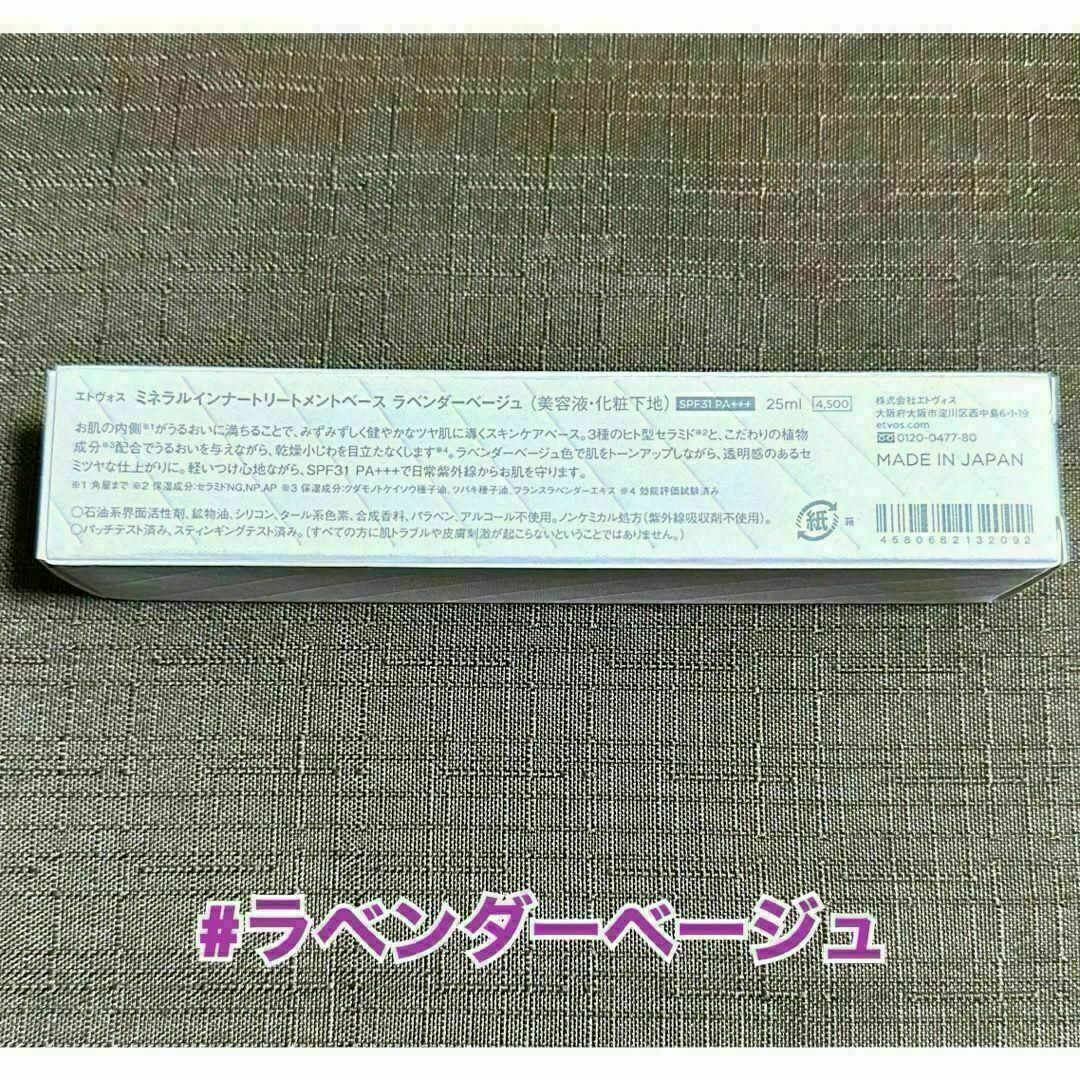 エトヴォス ミネラルインナートリートメントベース ラベンダーベージュ (美容液・化粧下地) SPF31 PA+++ 25ml 4,500
お肌の内側※1がうるおいに満ちることで、みずみずしく健やかなツヤ肌に導くスキンケアベース。3種のヒト型セラミド※2と、こだわりの植物
成分※3配合でうるおいを与えながら、乾燥小じわを目立たなくします※4。ラベンダーベージュ色で肌をトーンアップしながら、透明感のあるセ
ミツヤな仕上がりに。軽いつけ心地ながら、SPF31 PA+++で日常紫外線からお肌を守ります。
※1 角層まで ※2 保湿成分:セラミドNG,NP,AP ※3 保湿成分:クダモノトケイソウ種子油、ツバキ種子油、フランスラベンダーエキス ※4 効能評価試験済み
○石油系界面活性剤、鉱物油、シリコン、タール系色素、合成香料、パラベン、アルコール不使用。ノンケミカル処方(紫外線吸収剤不使用)。
○パッチテスト済み、スティンギングテスト済み。(すべての方に肌トラブルや皮膚刺激が起こらないということではありません。)
紙 箱
株式会社エトヴォス
大阪府大阪市淀川区西中島6-1-19
etvos.com
0120-0477-80
MADE IN JAPAN
4580682132092
#ラベンダーベージュ